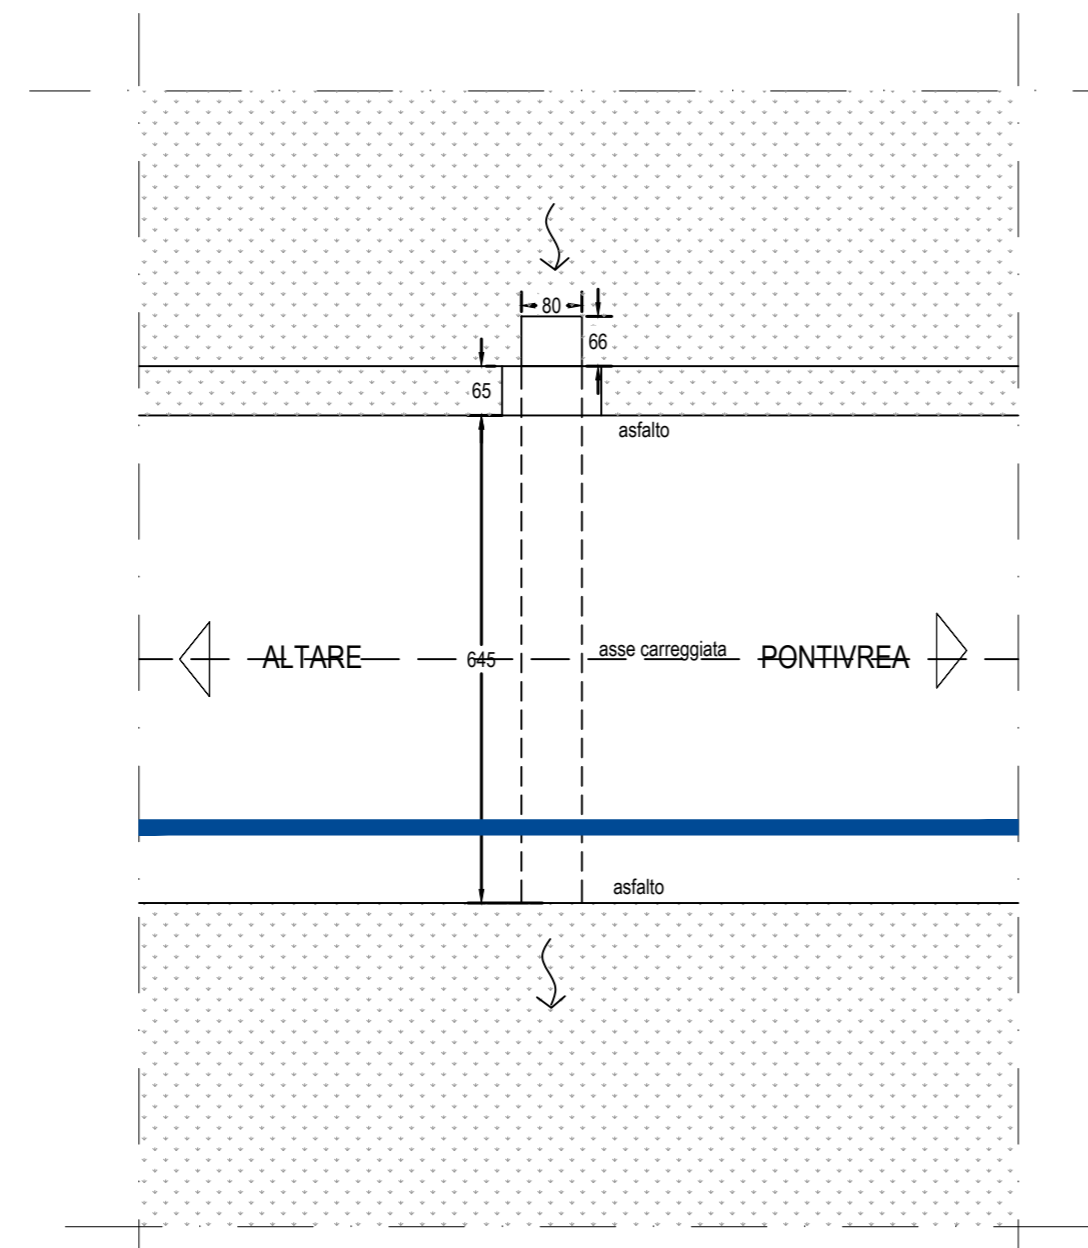 80
66
65
asfalto
asse carreggiata
ALTARE
645
PONTIVREA
asfalto